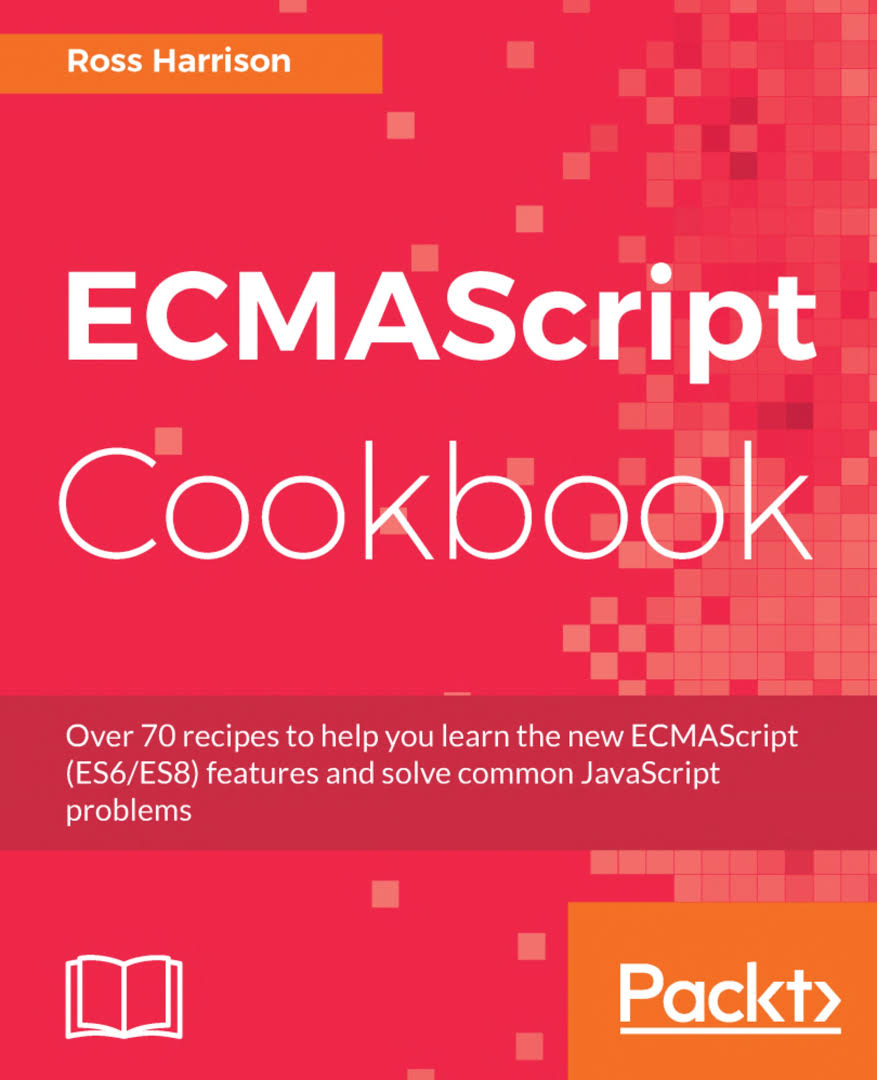 Ross Harrison
ECMAScript
Cookbook
Over 70 recipes to help you learn the new ECMAScript
(ES6/ES8) features and solve common JavaScript
problems
Packt>